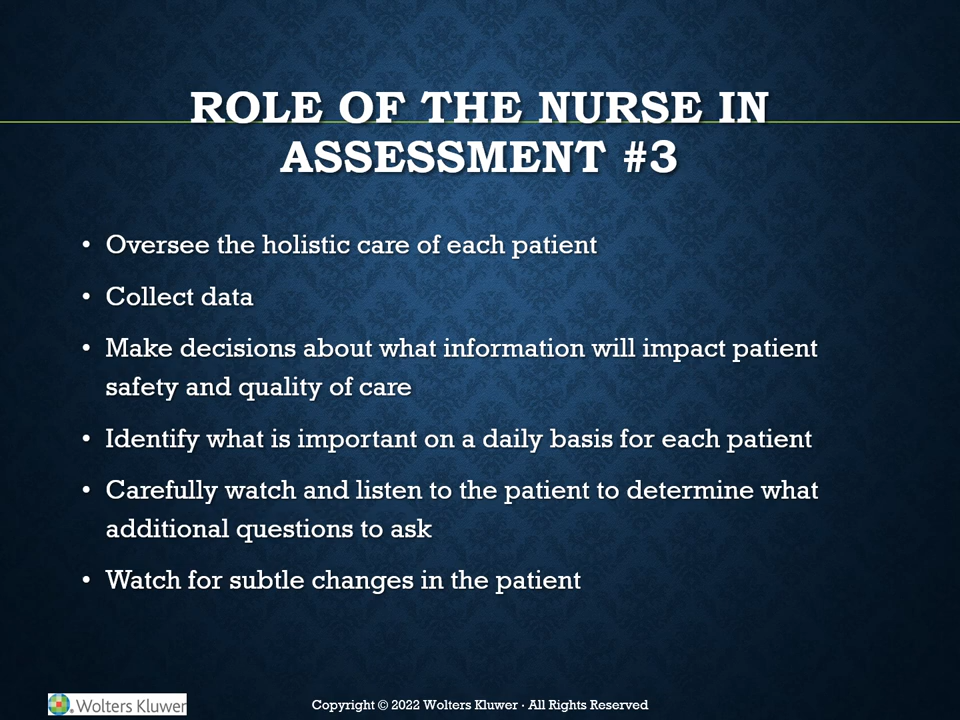 ROLE OF THE NURSE IN
ASSESSMENT #3
• Oversee the holistic care of each patient
• Collect data
• Make decisions about what information will impact patient
safety and quality of care
• Identify what is important on a daily basis for each patient
• Carefully watch and listen to the patient to determine what
additional questions to ask
• Watch for subtle changes in the patient
Wolters Kluwer
Copyright © 2022 Wolters Kluwer · All Rights Reserved